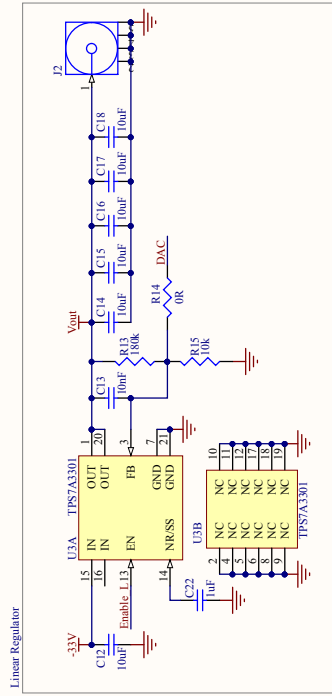 Linear Regulator
-33V
C12
10uF
Enable L
U3A
TPS7A3301
15
IN
OUT
1
16
IN
OUT
20
13
EN
FB
3
14
NR/SS
GND
7
GND
21
C22
1uF
U3B
2
NC
NC
10
4
NC
NC
11
5
NC
NC
12
6
NC
NC
17
8
NC
NC
18
9
NC
NC
19
TPS7A3301
Vout
C13
10nF
R13
180k
R15
10k
R14
0R
DAC
C14
10uF
C15
10uF
C16
10uF
C17
10uF
C18
10uF
J2
1